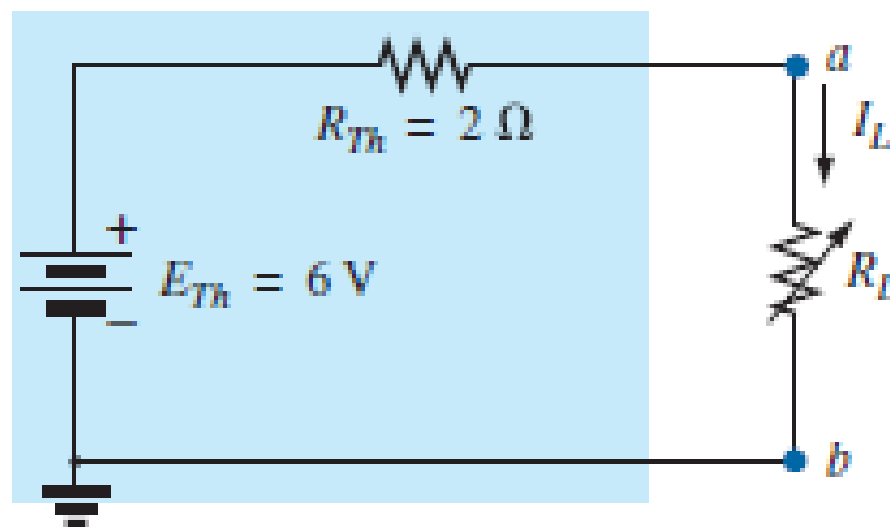 a
R_Th = 2 Ω
I_L
+
E_Th = 6 V
R_L
−
b